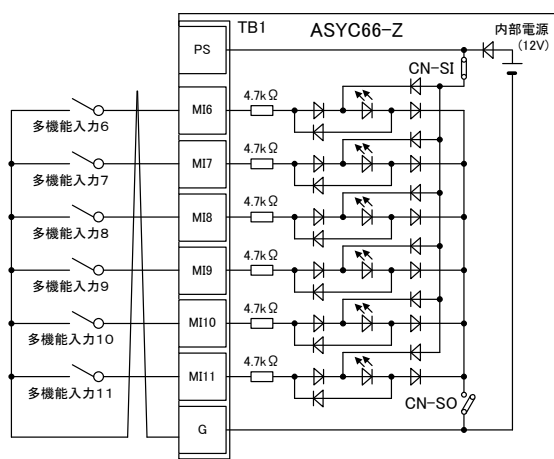 TB1
ASYC66-Z
内部電源
(12V)
PS
CN-SI
MI6
4.7kΩ
多機能入力6
MI7
4.7kΩ
多機能入力7
MI8
4.7kΩ
多機能入力8
MI9
4.7kΩ
多機能入力9
MI10
4.7kΩ
多機能入力10
MI11
4.7kΩ
多機能入力11
CN-SO
G